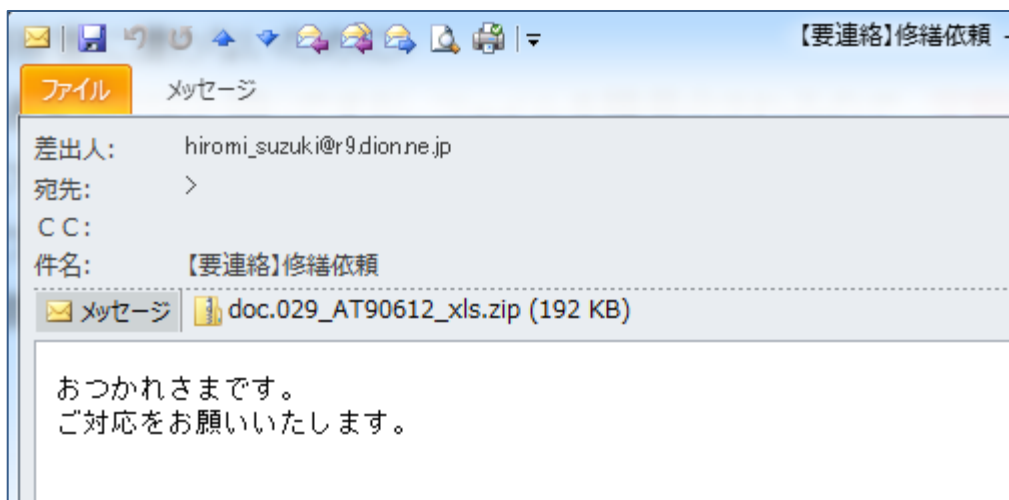 【要連絡】修繕依頼 -
ファイル メッセージ
差出人: hiromi_suzuki@r9.dion.ne.jp
宛先: >
ＣＣ:
件名: 【要連絡】修繕依頼
メッセージ doc.029_AT90612_xls.zip (192 KB)
おつかれさまです。
ご対応をお願いいたします。